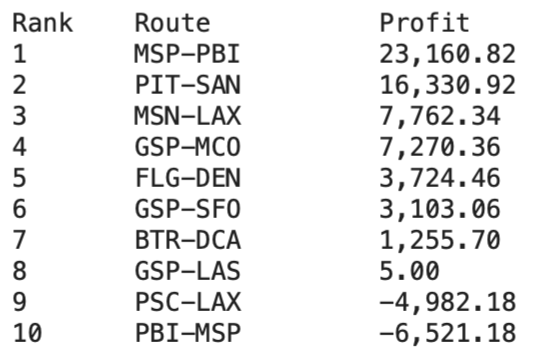 Rank Route Profit
1 MSP-PBI 23,160.82
2 PIT-SAN 16,330.92
3 MSN-LAX 7,762.34
4 GSP-MCO 7,270.36
5 FLG-DEN 3,724.46
6 GSP-SFO 3,103.06
7 BTR-DCA 1,255.70
8 GSP-LAS 5.00
9 PSC-LAX -4,982.18
10 PBI-MSP -6,521.18